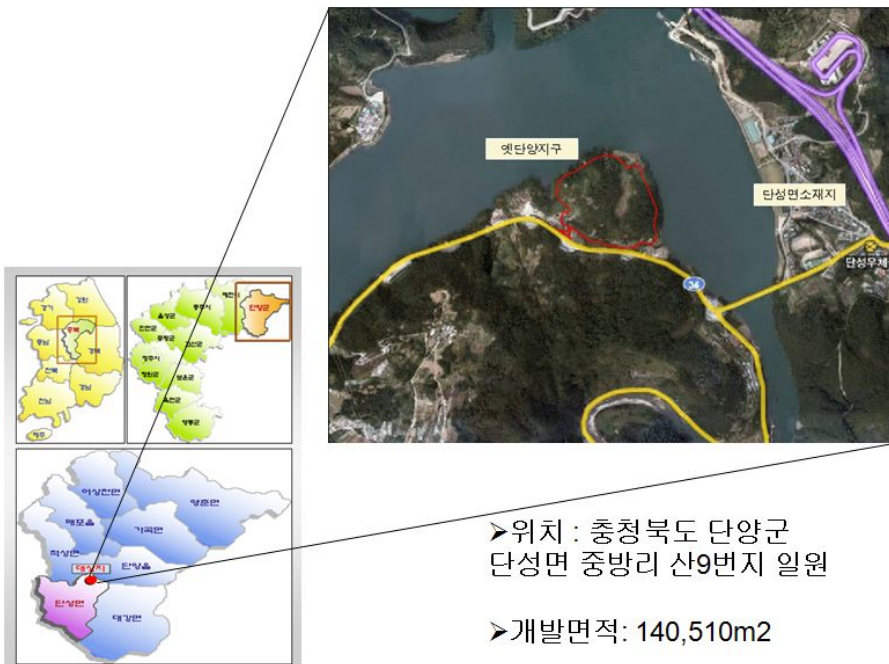 옛단양지구
단성면소재지
단성우체
36
경기
강원
충북
충남
경북
전북
경남
전남
제주
제천시
단양군
충주시
음성군
진천군
증평군
괴산군
청주시
청원군
보은군
옥천군
영동군
어상천면
영춘면
매포읍
가곡면
적성면
대상지
단양읍
단성면
대강면
➢위치 : 충청북도 단양군
단성면 중방리 산9번지 일원
➢개발면적: 140,510m2